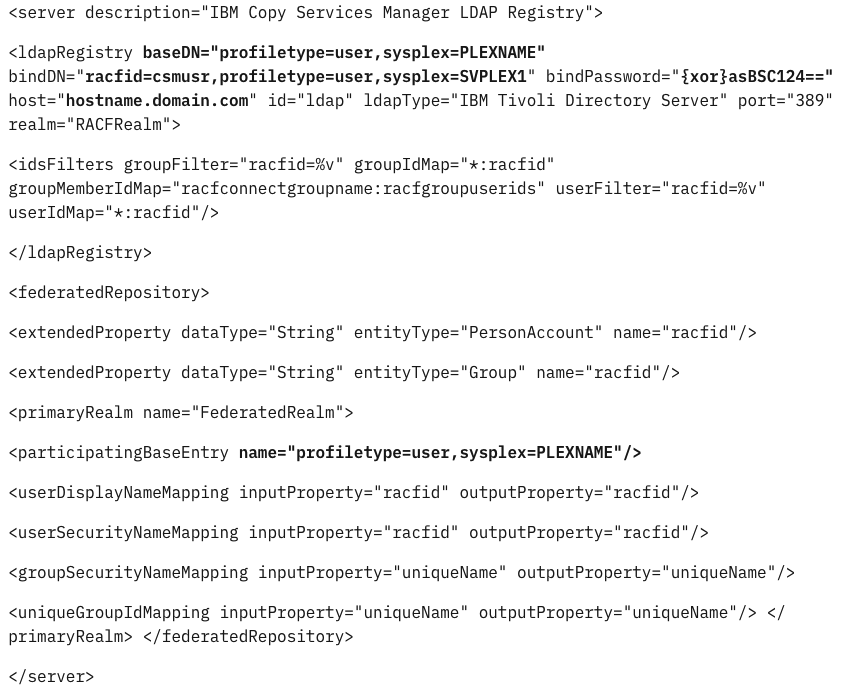 <server description="IBM Copy Services Manager LDAP Registry">
<ldapRegistry baseDN="profiletype=user,sysplex=PLEXNAME"
bindDN="racfid=csmusr,profiletype=user,sysplex=SVPLEX1" bindPassword="{xor}asBSC124=="
host="hostname.domain.com" id="ldap" ldapType="IBM Tivoli Directory Server" port="389"
realm="RACFRealm">
<idsFilters groupFilter="racfid=%v" groupIdMap="*:racfid"
groupMemberIdMap="racfconnectgroupname:racfgroupuserids" userFilter="racfid=%v"
userIdMap="*:racfid"/>
</ldapRegistry>
<federatedRepository>
<extendedProperty dataType="String" entityType="PersonAccount" name="racfid"/>
<extendedProperty dataType="String" entityType="Group" name="racfid"/>
<primaryRealm name="FederatedRealm">
<participatingBaseEntry name="profiletype=user,sysplex=PLEXNAME"/>
<userDisplayNameMapping inputProperty="racfid" outputProperty="racfid"/>
<userSecurityNameMapping inputProperty="racfid" outputProperty="racfid"/>
<groupSecurityNameMapping inputProperty="uniqueName" outputProperty="uniqueName"/>
<uniqueGroupIdMapping inputProperty="uniqueName" outputProperty="uniqueName"/> </
primaryRealm> </federatedRepository>
</server>